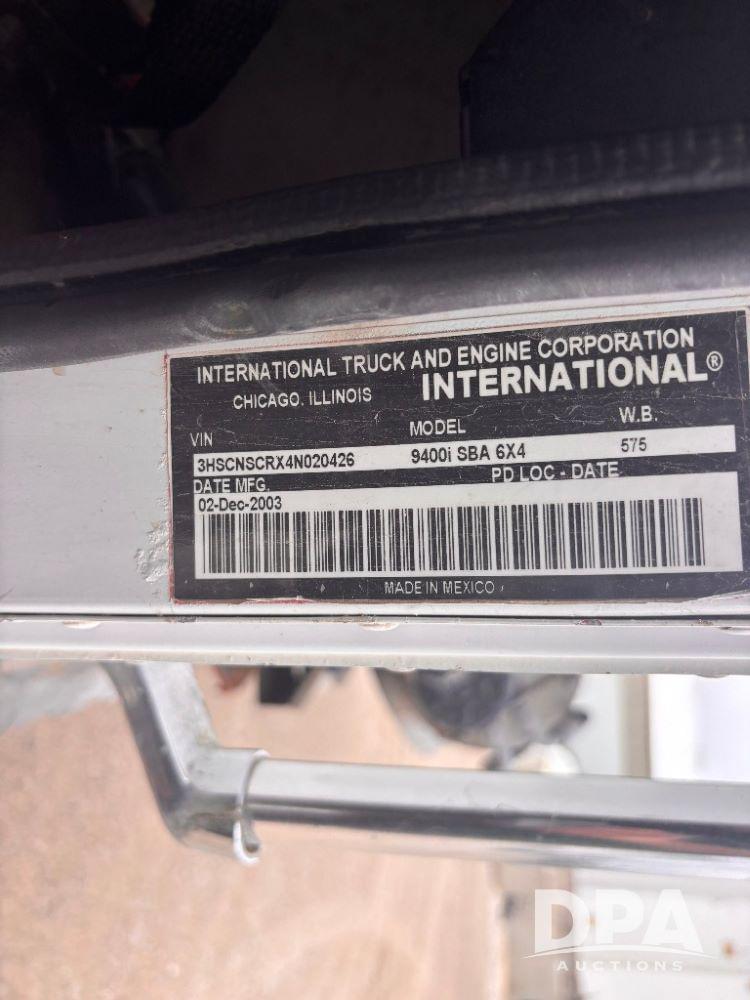 INTERNATIONAL TRUCK AND ENGINE CORPORATION
CHICAGO, ILLINOIS INTERNATIONAL®
VIN MODEL W.B.
3HSCNSCRX4N020426 9400i SBA 6X4 575
DATE MFG. PD LOC - DATE
02-Dec-2003
MADE IN MEXICO
DPA
AUCTIONS